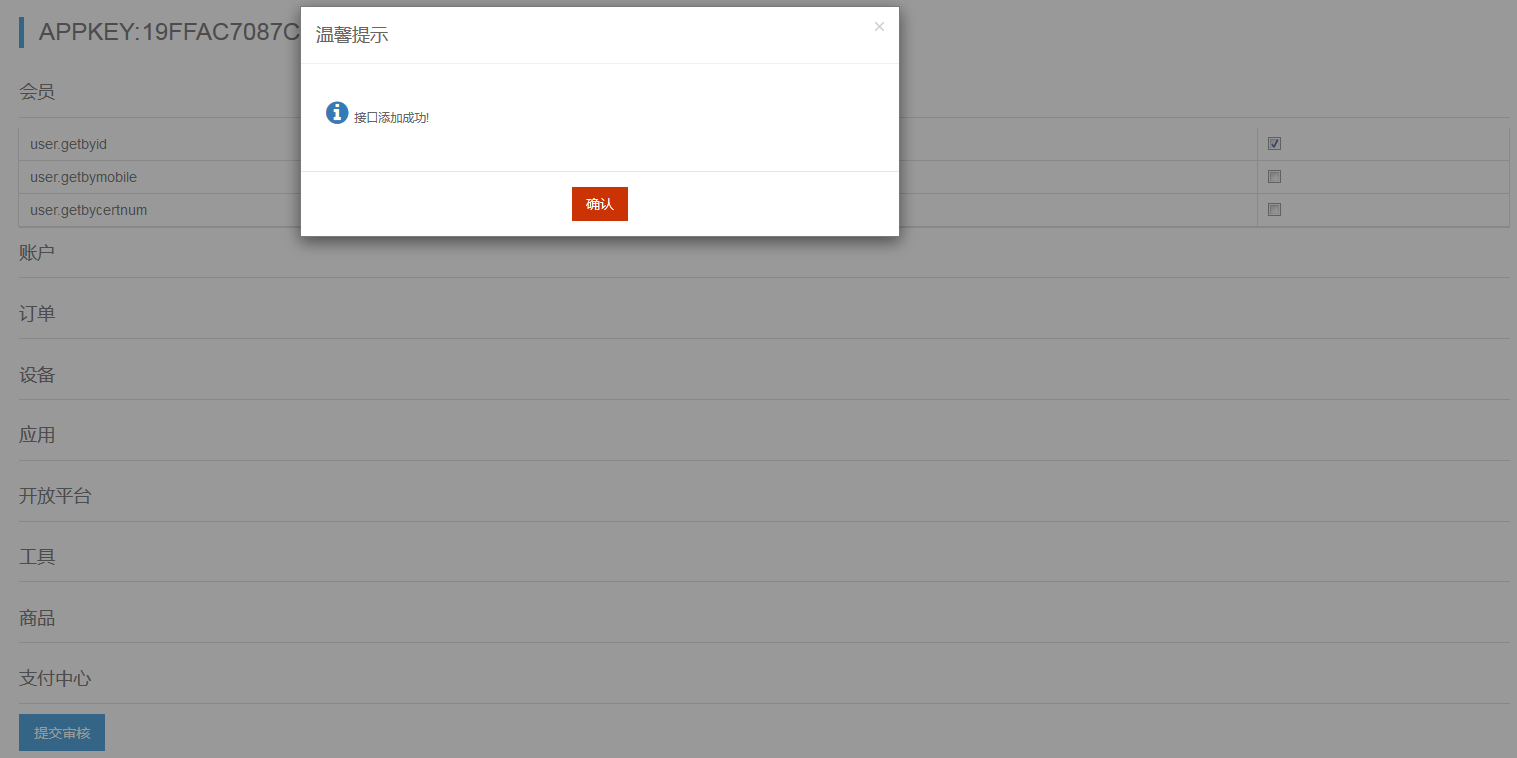 APPKEY:19FFAC7087C
温馨提示
×
会员
接口添加成功!
user.getbyid
user.getbymobile
user.getbycertnum
确认
账户
订单
设备
应用
开放平台
工具
商品
支付中心
提交审核